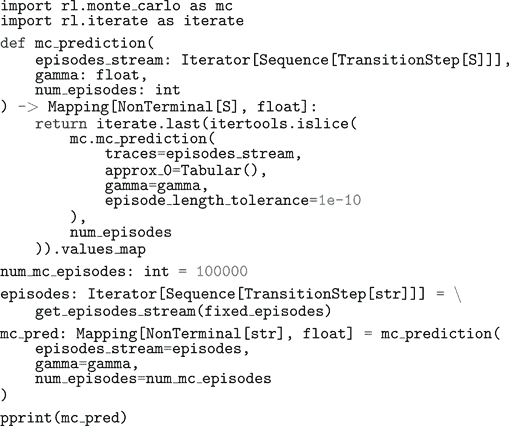 import rl.monte_carlo as mc
import rl.iterate as iterate
def mc_prediction(
    episodes_stream: Iterator[Sequence[TransitionStep[S]]],
    gamma: float,
    num_episodes: int
) -> Mapping[NonTerminal[S], float]:
    return iterate.last(itertools.islice(
        mc.mc_prediction(
            traces=episodes_stream,
            approx_0=Tabular(),
            gamma=gamma,
            episode_length_tolerance=1e-10
        ),
        num_episodes
    )).values_map
num_mc_episodes: int = 100000
episodes: Iterator[Sequence[TransitionStep[str]]] = \
    get_episodes_stream(fixed_episodes)
mc_pred: Mapping[NonTerminal[str], float] = mc_prediction(
    episodes_stream=episodes,
    gamma=gamma,
    num_episodes=num_mc_episodes
)
pprint(mc_pred)